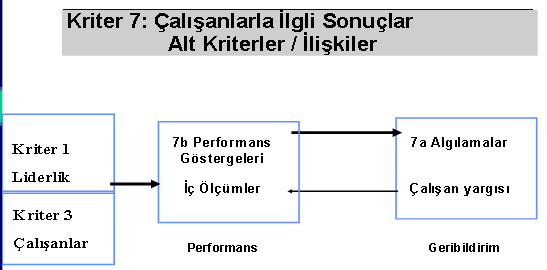 Kriter 7: Çalışanlarla İlgli Sonuçlar
Alt Kriterler / İlişkiler
Kriter 1
Liderlik
Kriter 3
Çalışanlar
7b Performans
Göstergeleri
İç Ölçümler
7a Algılamalar
Çalışan yargısı
Performans
Geribildirim